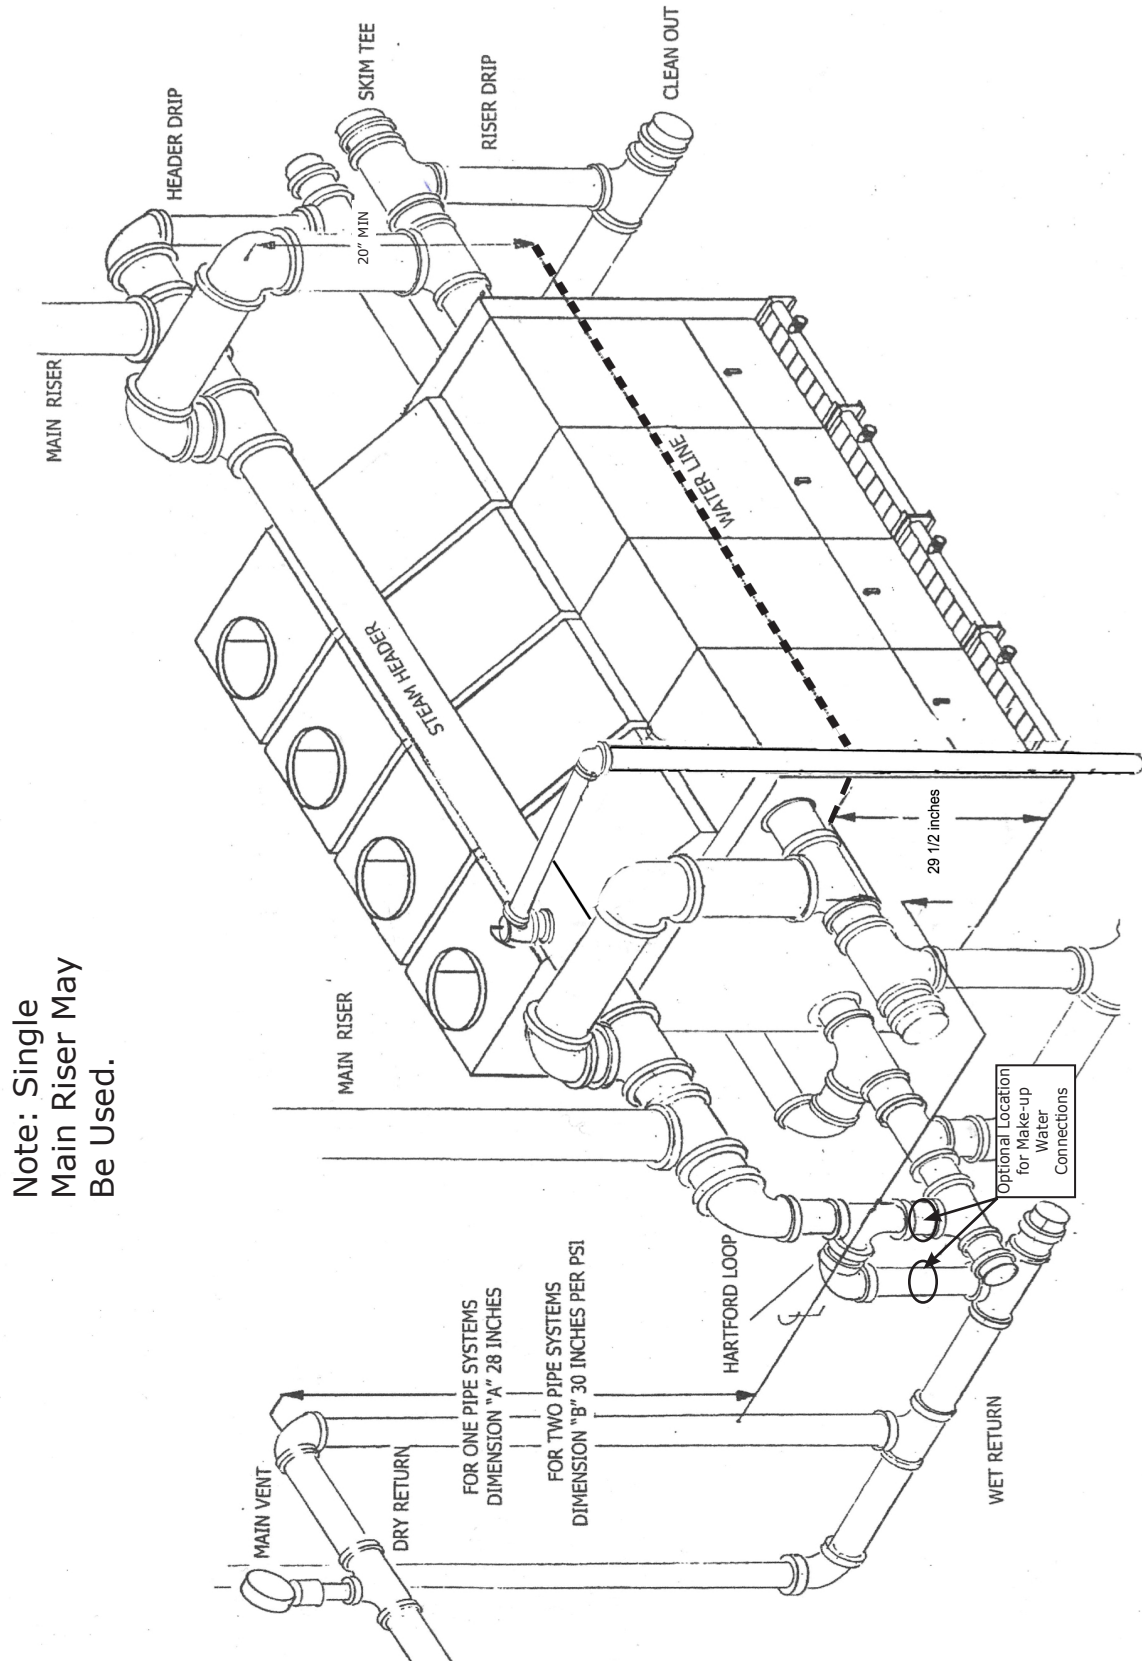 Note: Single
Main Riser May
Be Used.
MAIN RISER
HEADER DRIP
SKIM TEE
RISER DRIP
CLEAN OUT
20" MIN
STEAM HEADER
WATER LINE
MAIN RISER
29 1/2 inches
Optional Location
for Make-up
Water
Connections
HARTFORD LOOP
FOR ONE PIPE SYSTEMS
DIMENSION "A" 28 INCHES
FOR TWO PIPE SYSTEMS
DIMENSION "B" 30 INCHES PER PSI
MAIN VENT
DRY RETURN
WET RETURN